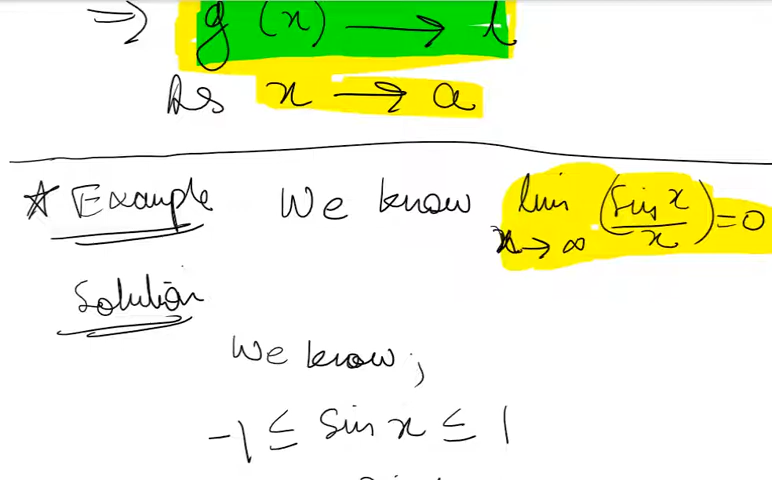 ⇒ g(x) → l
As x → a
☆ Example We know lim x→∞ (Sin x / x) = 0
Solution
We know;
-1 ≤ Sin x ≤ 1